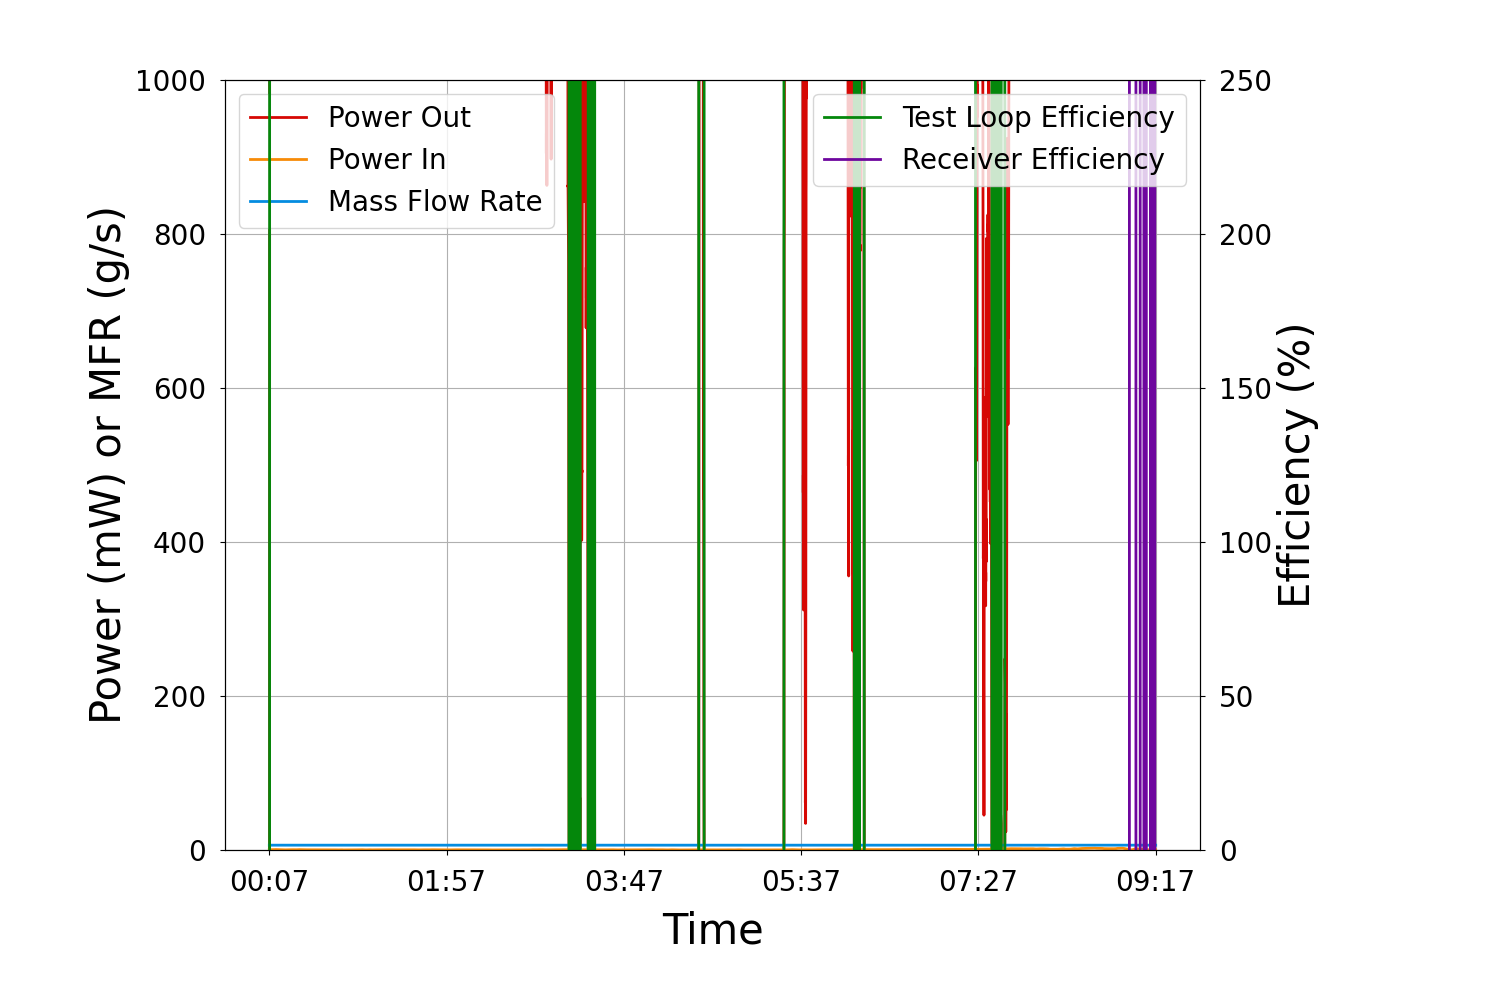 1000
800
600
400
200
0
Power (mW) or MFR (g/s)
Power Out
Power In
Mass Flow Rate
Test Loop Efficiency
Receiver Efficiency
250
200
150
100
50
0
Efficiency (%)
00:07 01:57 03:47 05:37 07:27 09:17
Time